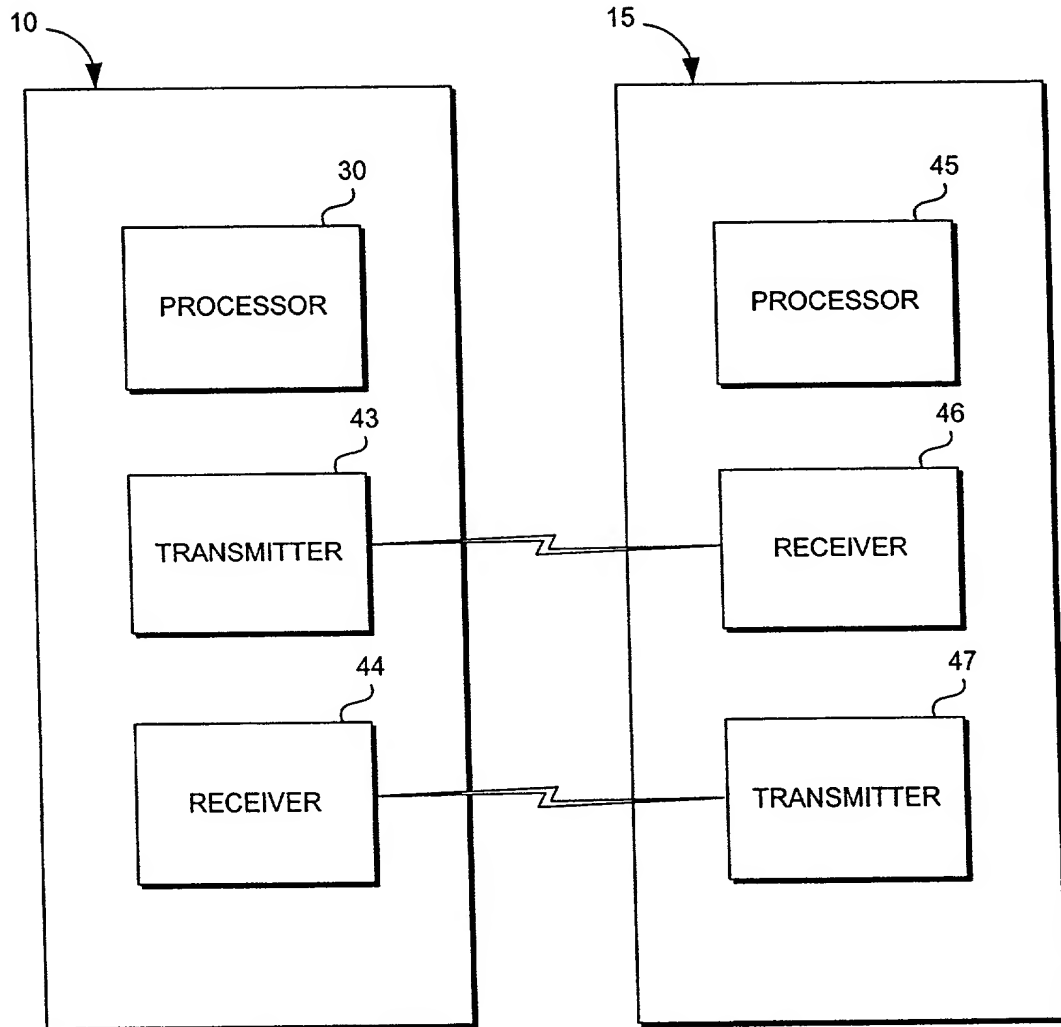 10
15
30
45
PROCESSOR
PROCESSOR
43
46
TRANSMITTER
RECEIVER
44
47
RECEIVER
TRANSMITTER